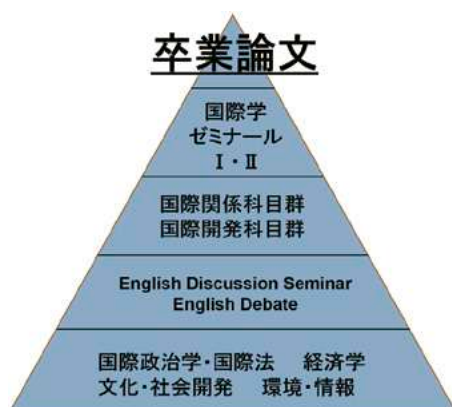 卒業論文
国際学
ゼミナール
Ⅰ・Ⅱ
国際関係科目群
国際開発科目群
English Discussion Seminar
English Debate
国際政治学・国際法　経済学
文化・社会開発　環境・情報